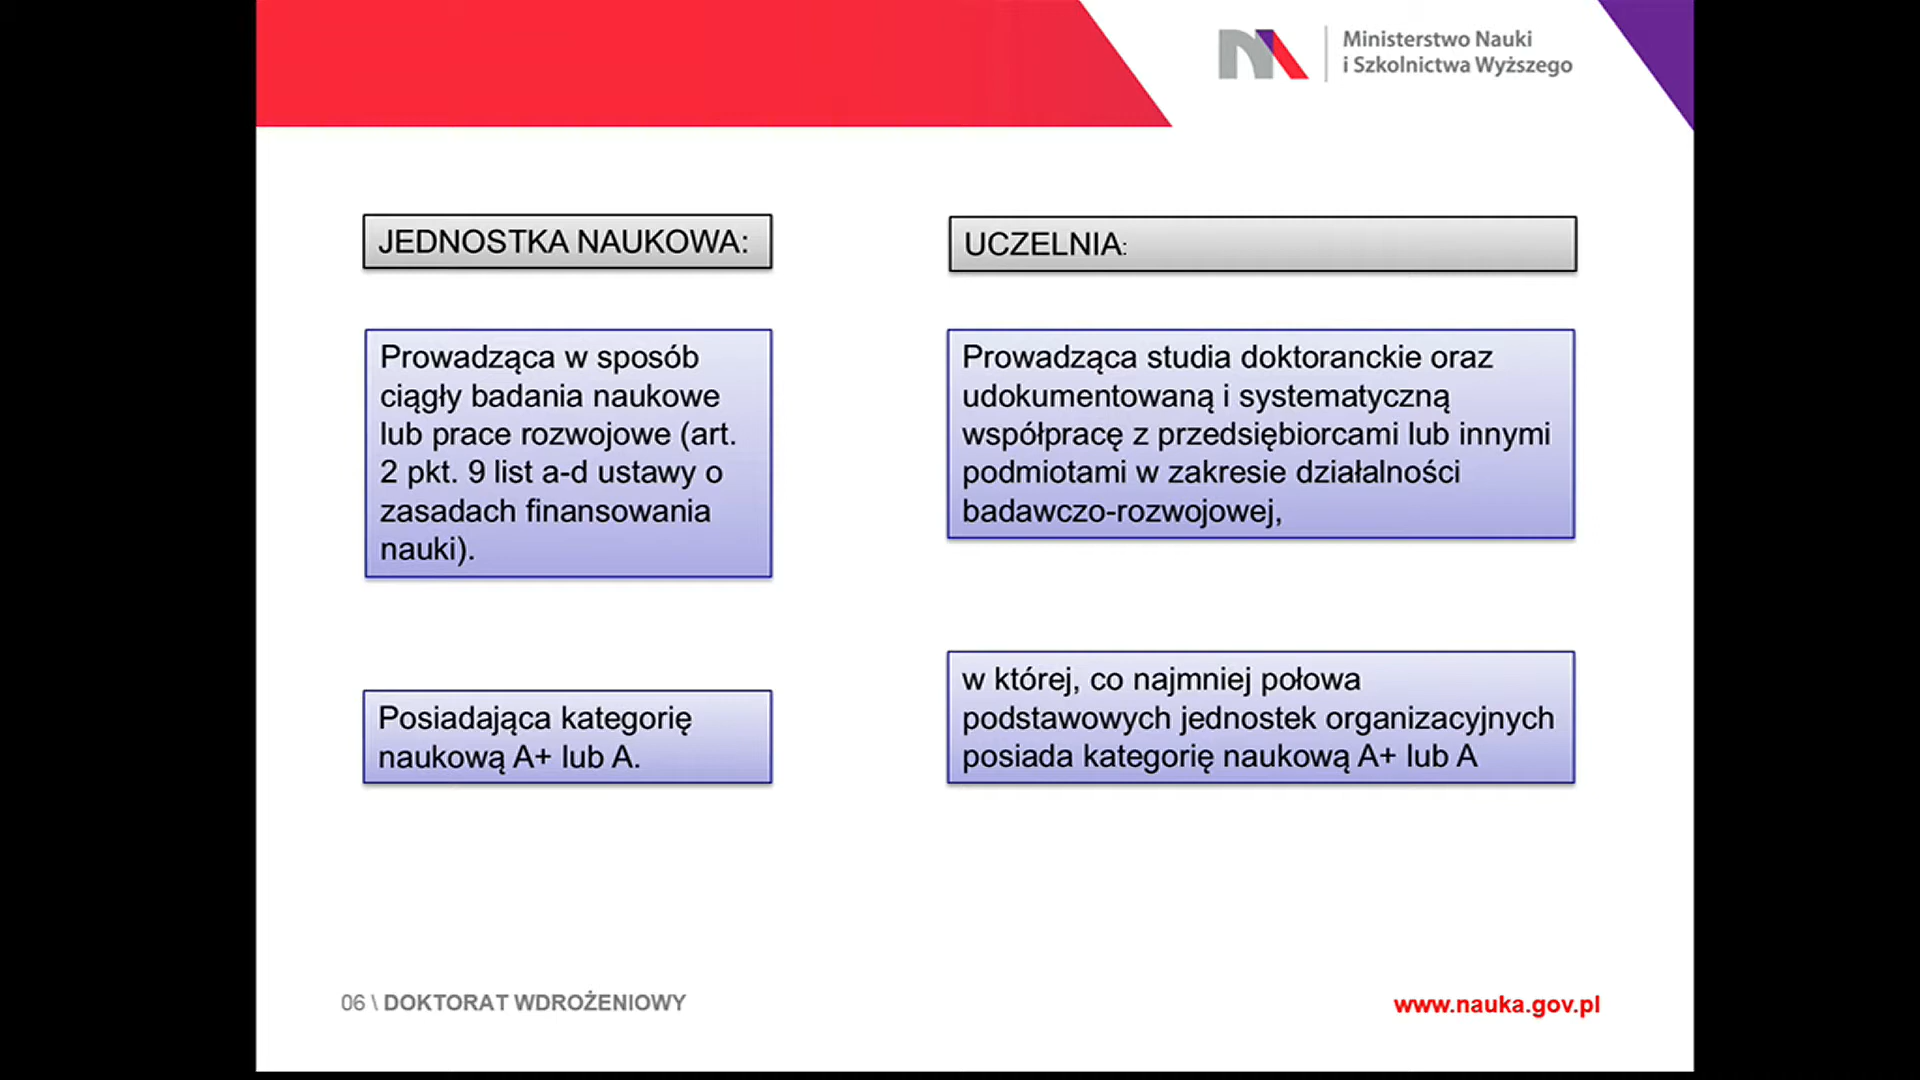 Ministerstwo Nauki
i Szkolnictwa Wyższego
JEDNOSTKA NAUKOWA:
Prowadząca w sposób
ciągły badania naukowe
lub prace rozwojowe (art.
2 pkt. 9 list a-d ustawy o
zasadach finansowania
nauki).
Posiadająca kategorię
naukową A+ lub A.
UCZELNIA:
Prowadząca studia doktoranckie oraz
udokumentowaną i systematyczną
współpracę z przedsiębiorcami lub innymi
podmiotami w zakresie działalności
badawczo-rozwojowej,
w której, co najmniej połowa
podstawowych jednostek organizacyjnych
posiada kategorię naukową A+ lub A
06 \ DOKTORAT WDROŻENIOWY
www.nauka.gov.pl